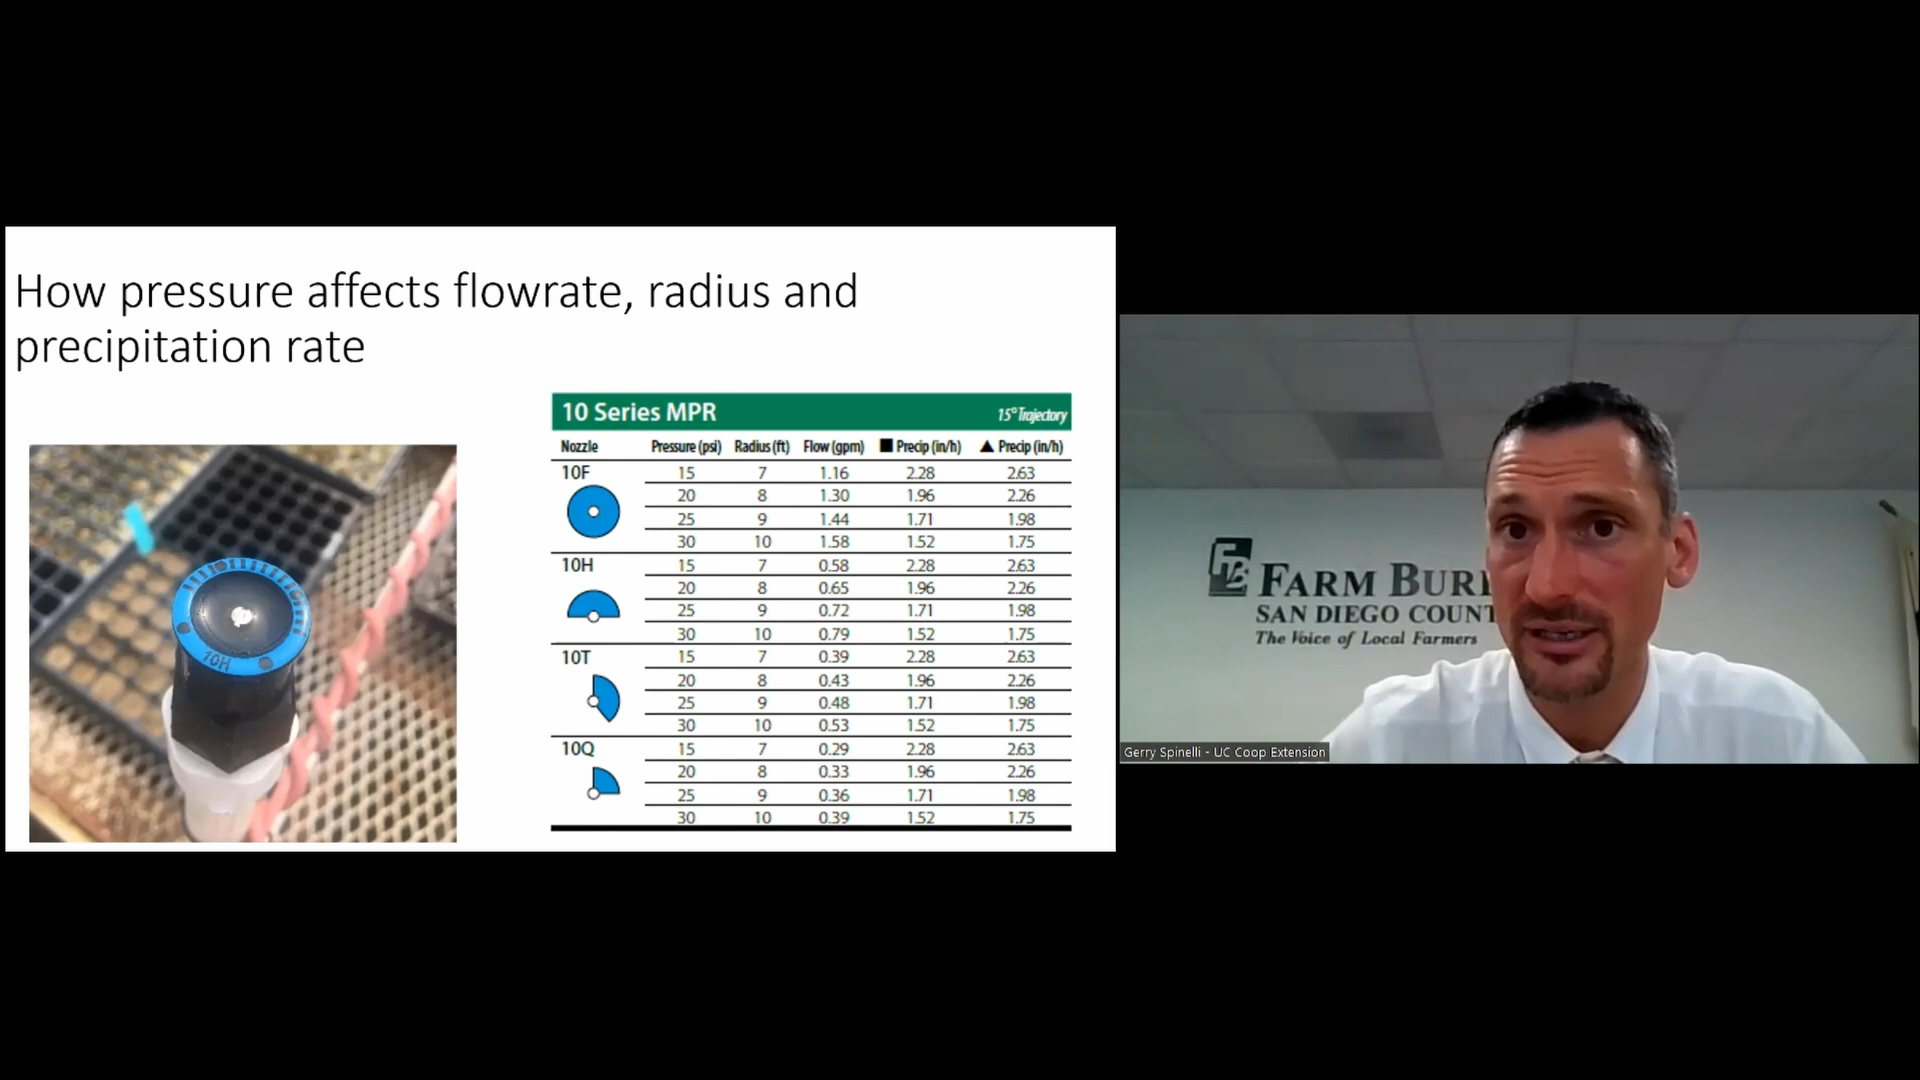 How pressure affects flowrate, radius and
precipitation rate
10 Series MPR 15° Trajectory
Nozzle Pressure (psi) Radius (ft) Flow (gpm) ■ Precip (in/h) ▲ Precip (in/h)
10F 15 7 1.16 2.28 2.63
20 8 1.30 1.96 2.26
25 9 1.44 1.71 1.98
30 10 1.58 1.52 1.75
10H 15 7 0.58 2.28 2.63
20 8 0.65 1.96 2.26
25 9 0.72 1.71 1.98
30 10 0.79 1.52 1.75
10T 15 7 0.39 2.28 2.63
20 8 0.43 1.96 2.26
25 9 0.48 1.71 1.98
30 10 0.53 1.52 1.75
10Q 15 7 0.29 2.28 2.63
20 8 0.33 1.96 2.26
25 9 0.36 1.71 1.98
30 10 0.39 1.52 1.75
10H
FB
FARM BUR
SAN DIEGO COUNT
The Voice of Local Farmers
Gerry Spinelli - UC Coop Extension